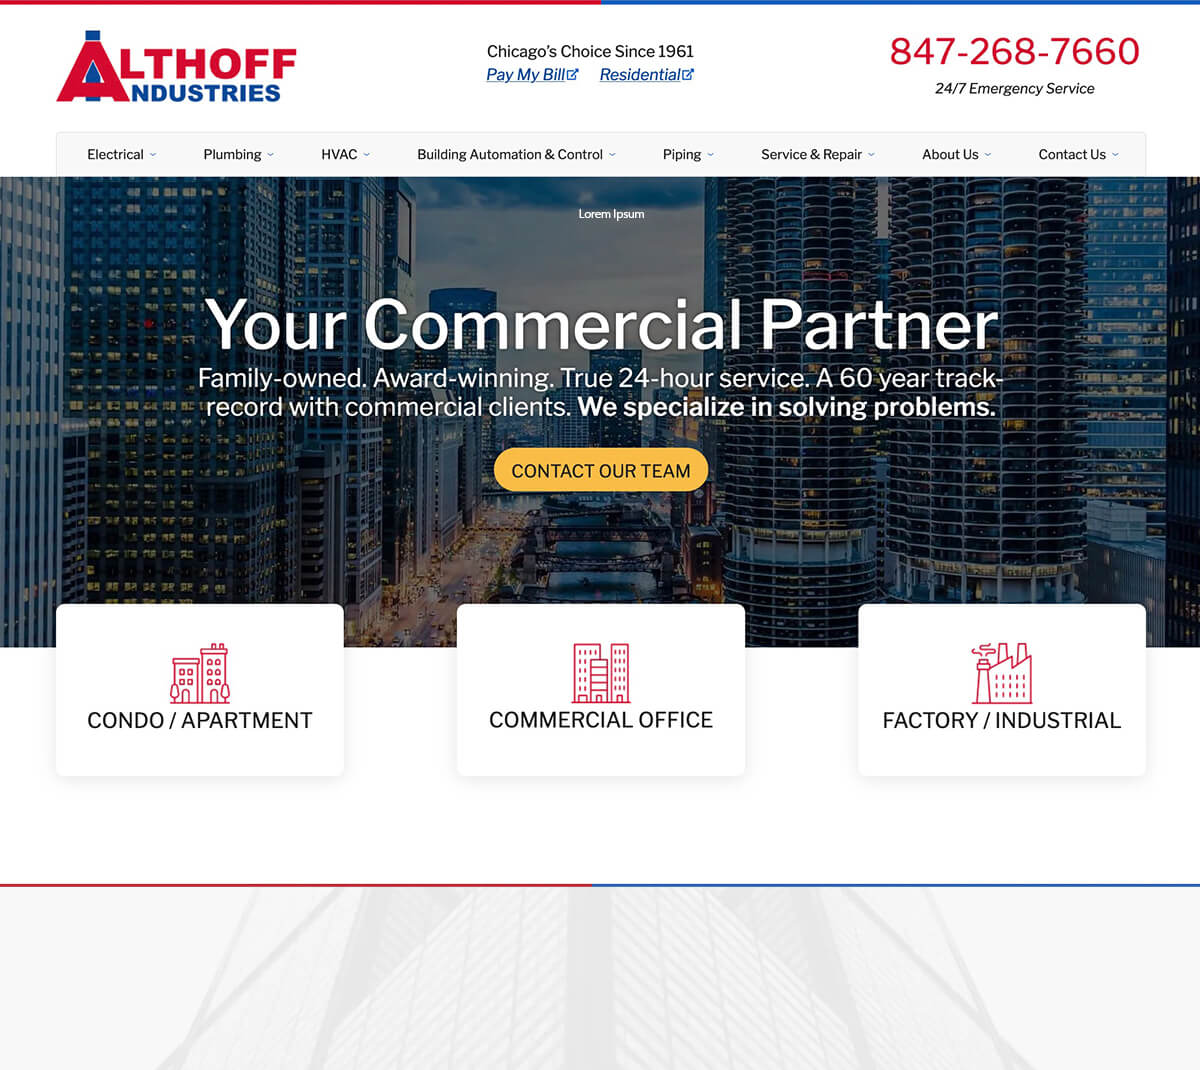 ALTHOFF
INDUSTRIES
Chicago's Choice Since 1961
Pay My Bill Residential
847-268-7660
24/7 Emergency Service
Electrical Plumbing HVAC Building Automation & Control Piping Service & Repair About Us Contact Us
Lorem Ipsum
Your Commercial Partner
Family-owned. Award-winning. True 24-hour service. A 60 year track-
record with commercial clients. We specialize in solving problems.
CONTACT OUR TEAM
CONDO / APARTMENT COMMERCIAL OFFICE FACTORY / INDUSTRIAL